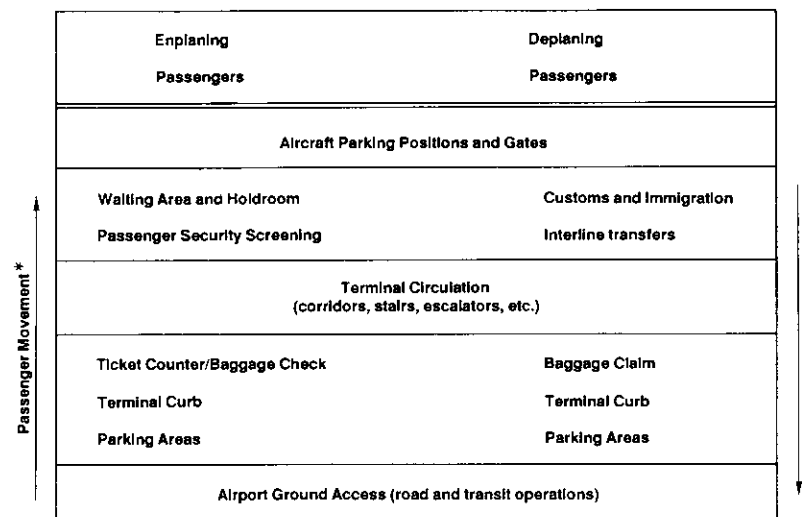 Enplaning Deplaning
Passengers Passengers
Aircraft Parking Positions and Gates
Waiting Area and Holdroom Customs and Immigration
Passenger Security Screening Interline transfers
Terminal Circulation
(corridors, stairs, escalators, etc.)
Ticket Counter/Baggage Check Baggage Claim
Terminal Curb Terminal Curb
Parking Areas Parking Areas
Airport Ground Access (road and transit operations)
Passenger Movement*